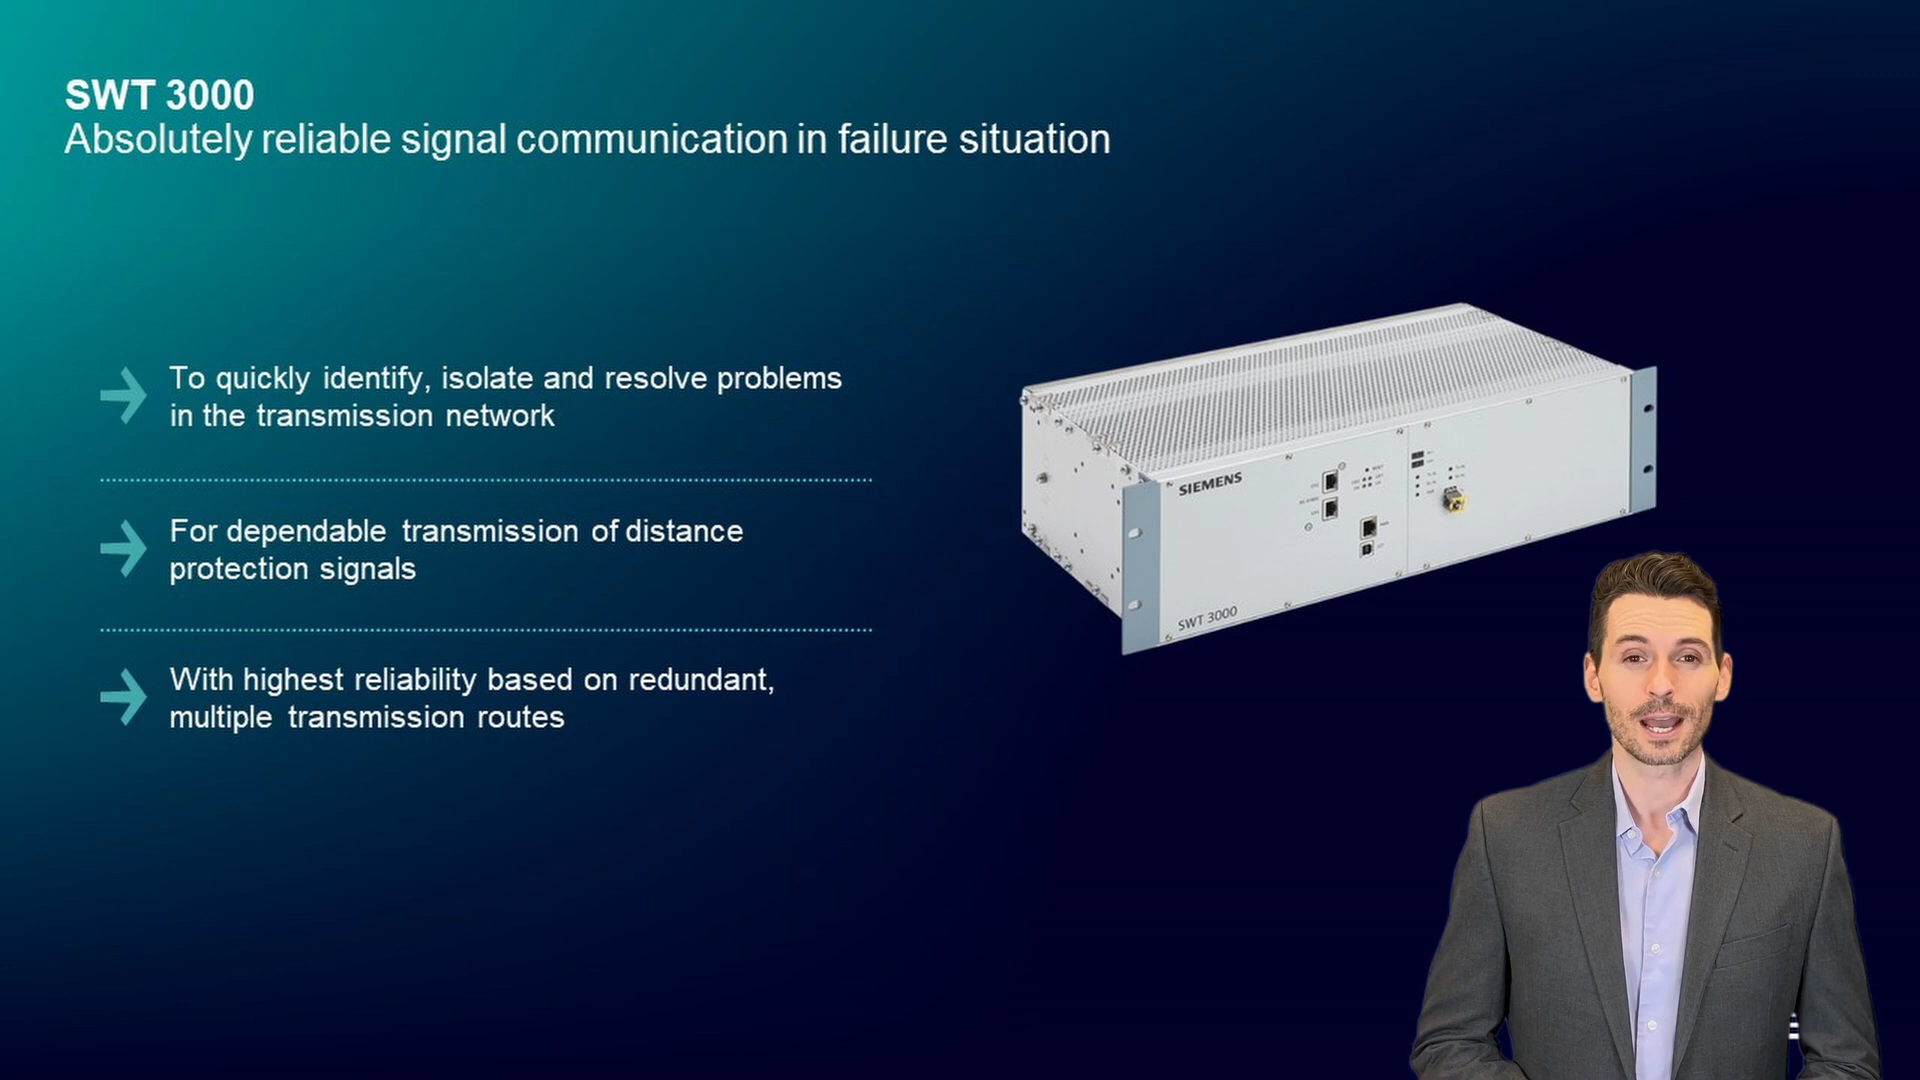 SWT 3000
Absolutely reliable signal communication in failure situation
To quickly identify, isolate and resolve problems
in the transmission network
For dependable transmission of distance
protection signals
With highest reliability based on redundant,
multiple transmission routes
SIEMENS
SWT 3000